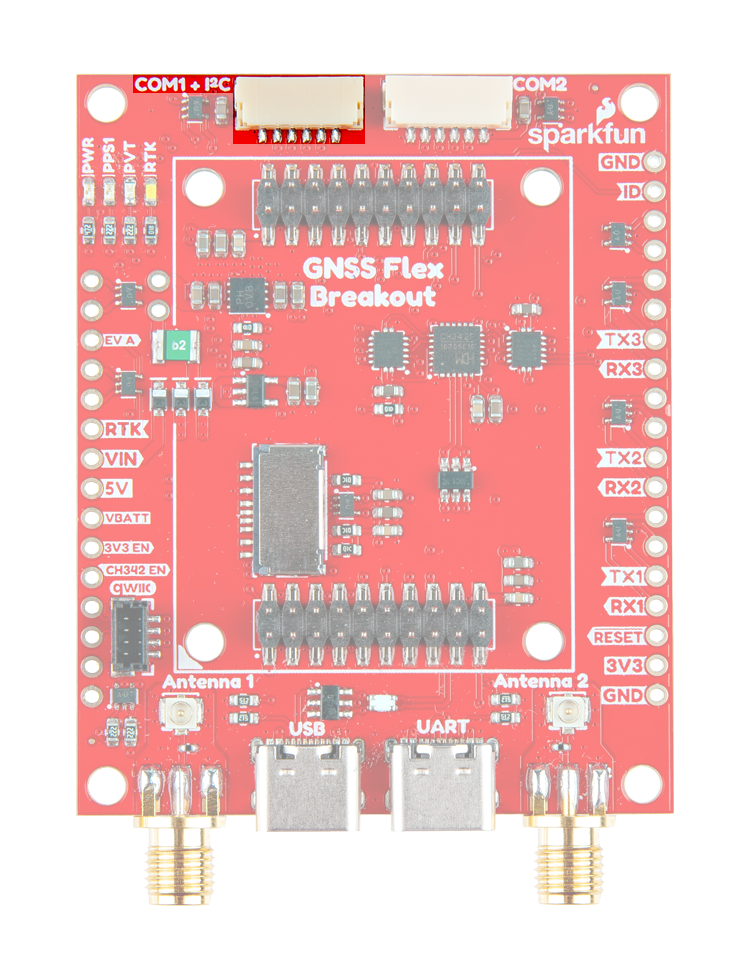 COM1 + I²C
COM2
sparkfun
PWR
PPS1
PVT
RTK
GND
ID
GNSS Flex
Breakout
EV A
TX3
RX3
b2
RTK
VIN
5V
VBATT
3V3 EN
CH342 EN
qwiic
TX2
RX2
TX1
RX1
RESET
3V3
GND
Antenna 1
Antenna 2
USB
UART